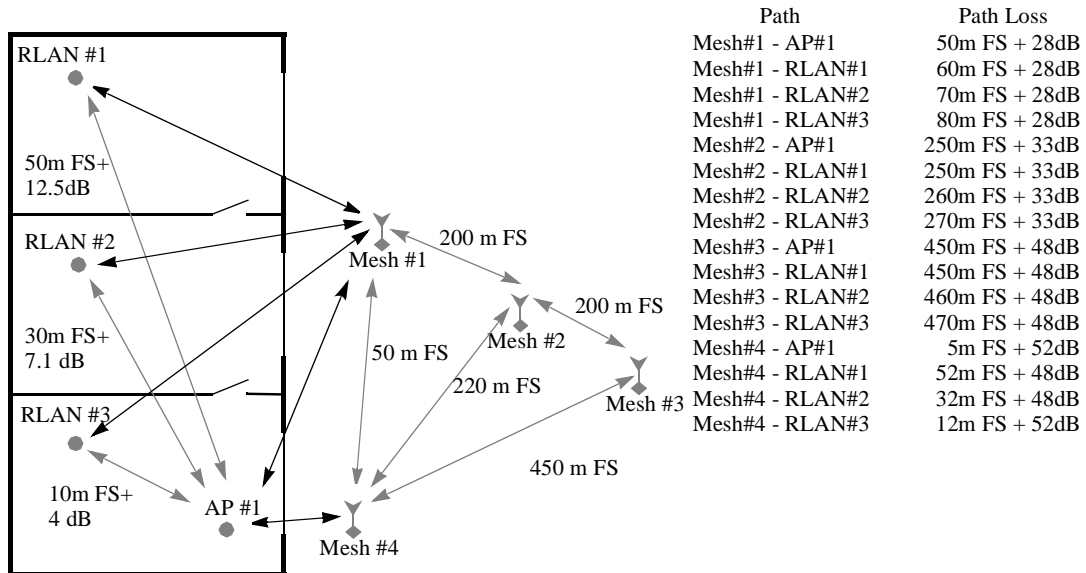 RLAN #1
50m FS+
12.5dB
RLAN #2
30m FS+
7.1 dB
RLAN #3
10m FS+
4 dB
AP #1
Mesh #1
200 m FS
Mesh #2
200 m FS
Mesh #3
50 m FS
220 m FS
450 m FS
Mesh #4
Path Path Loss
Mesh#1 - AP#1 50m FS + 28dB
Mesh#1 - RLAN#1 60m FS + 28dB
Mesh#1 - RLAN#2 70m FS + 28dB
Mesh#1 - RLAN#3 80m FS + 28dB
Mesh#2 - AP#1 250m FS + 33dB
Mesh#2 - RLAN#1 250m FS + 33dB
Mesh#2 - RLAN#2 260m FS + 33dB
Mesh#2 - RLAN#3 270m FS + 33dB
Mesh#3 - AP#1 450m FS + 48dB
Mesh#3 - RLAN#1 450m FS + 48dB
Mesh#3 - RLAN#2 460m FS + 48dB
Mesh#3 - RLAN#3 470m FS + 48dB
Mesh#4 - AP#1 5m FS + 52dB
Mesh#4 - RLAN#1 52m FS + 48dB
Mesh#4 - RLAN#2 32m FS + 48dB
Mesh#4 - RLAN#3 12m FS + 52dB